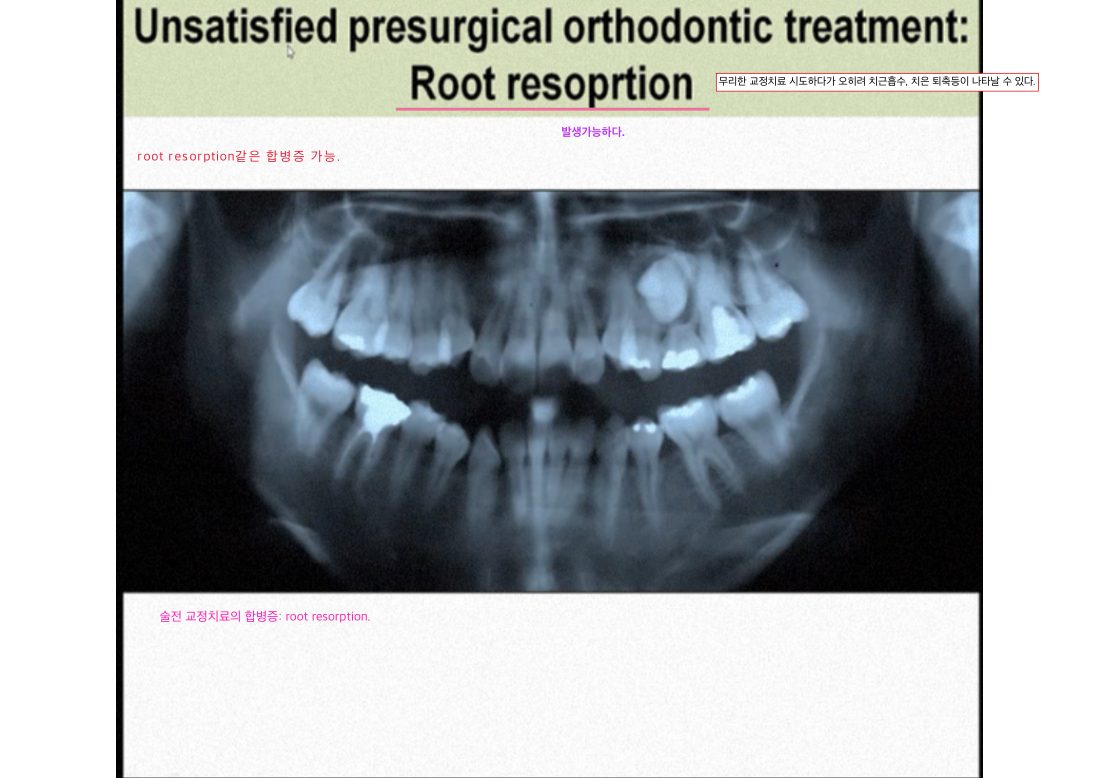 Unsatisfied presurgical orthodontic treatment:
Root resoprtion
무리한 교정치료 시도하다가 오히려 치근흡수, 치은 퇴축등이 나타날 수 있다.
발생가능하다.
root resorption같은 합병증 가능.
술전 교정치료의 합병증: root resorption.